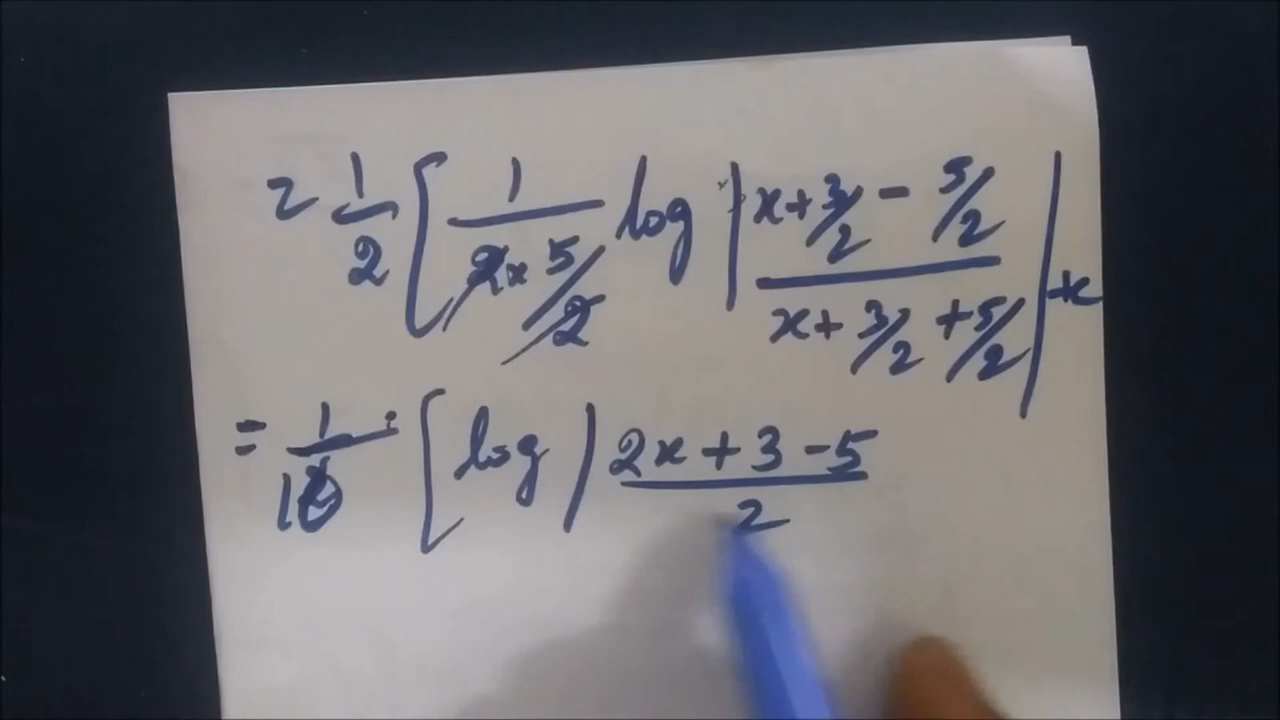 = 1/2 [ 1/(2x 5/2) log | (x+3/2 - 5/2)/(x+3/2 +5/2) | +c
= 1/10 [ log | (2x+3-5)/2